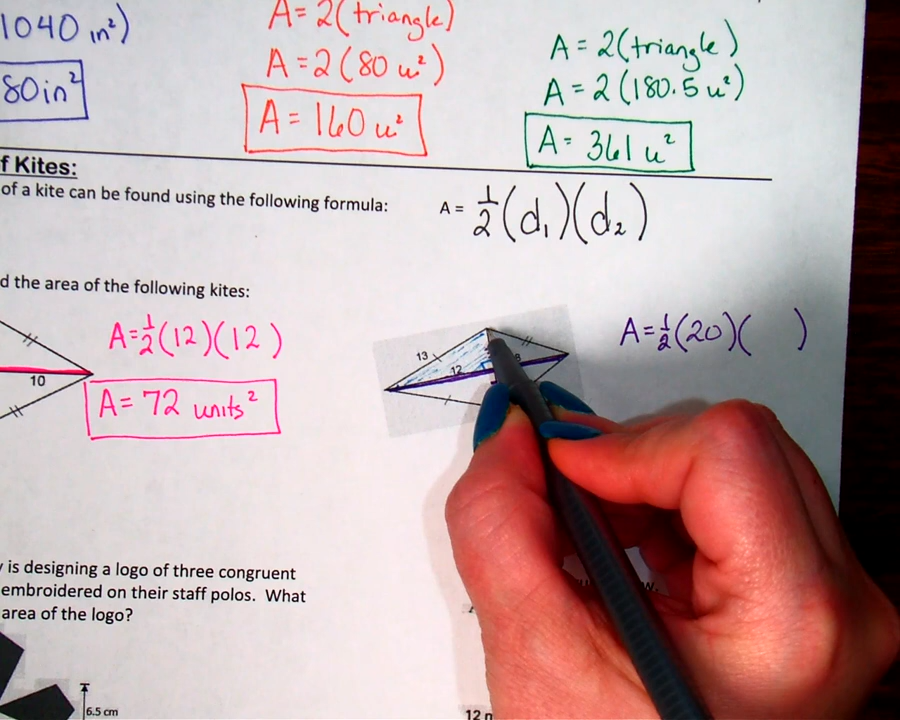 1040 in²)
80in²
A = 2(triangle)
A = 2(80 u²)
A = 160 u²
A = 2(triangle)
A = 2(180.5 u²)
A = 361 u²
f Kites:
of a kite can be found using the following formula: A = 1/2(d₁)(d₂)
d the area of the following kites:
10
A=1/2(12)(12)
A = 72 units²
13
12
8
A=1/2(20)( )
is designing a logo of three congruent
embroidered on their staff polos. What
area of the logo?
6.5 cm